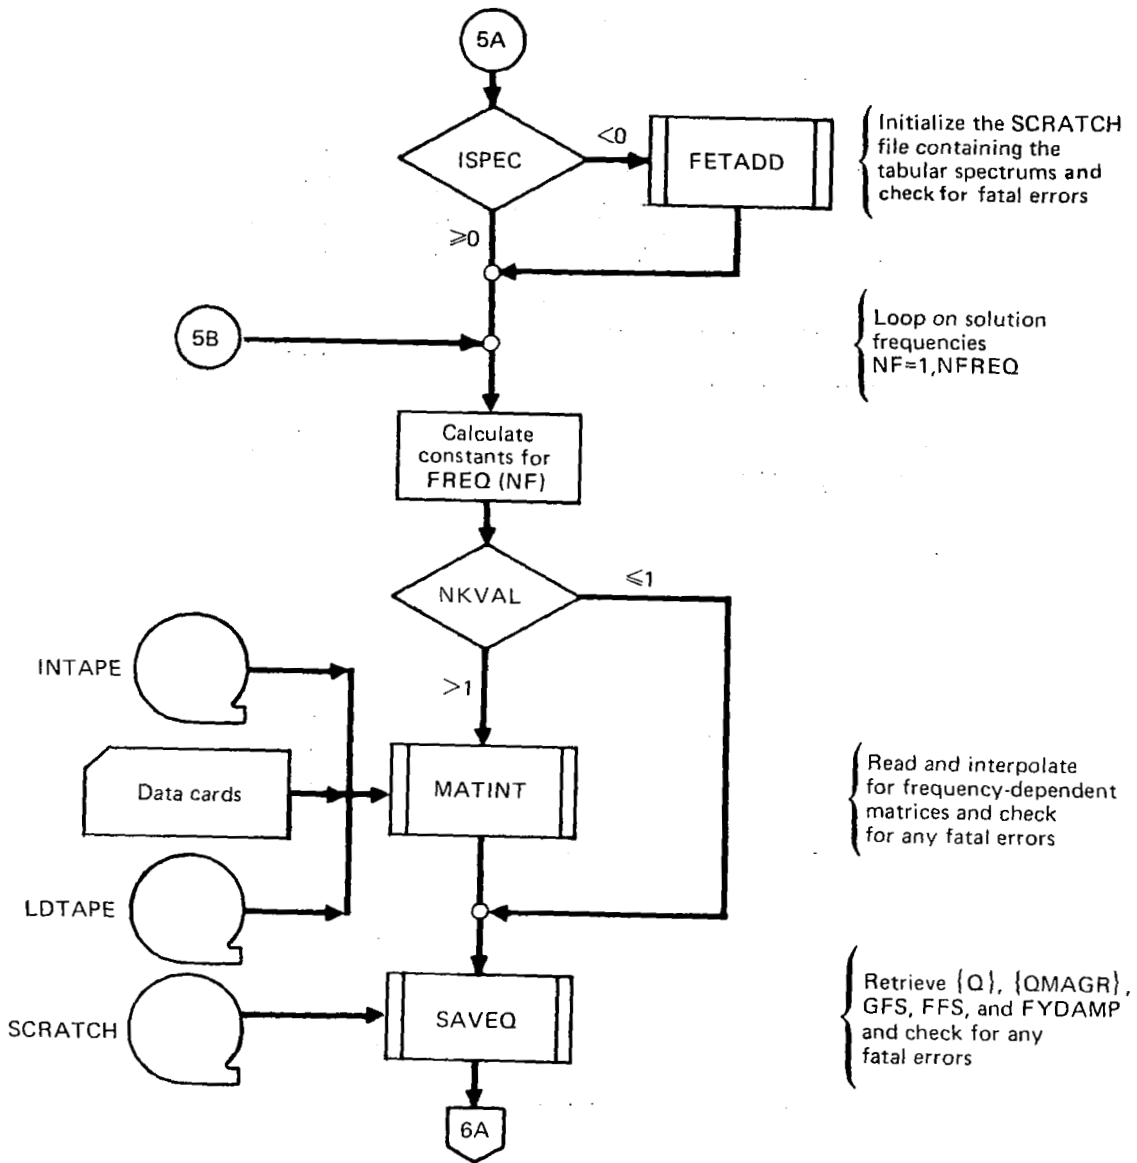 5A
ISPEC
<0
FETADD
Initialize the SCRATCH
file containing the
tabular spectrums and
check for fatal errors
⩾0
5B
Loop on solution
frequencies
NF=1,NFREQ
Calculate
constants for
FREQ (NF)
NKVAL
⩽1
>1
INTAPE
Data cards
MATINT
Read and interpolate
for frequency-dependent
matrices and check
for any fatal errors
LDTAPE
SCRATCH
SAVEQ
Retrieve {Q}, {QMAGR},
GFS, FFS, and FYDAMP
and check for any
fatal errors
6A